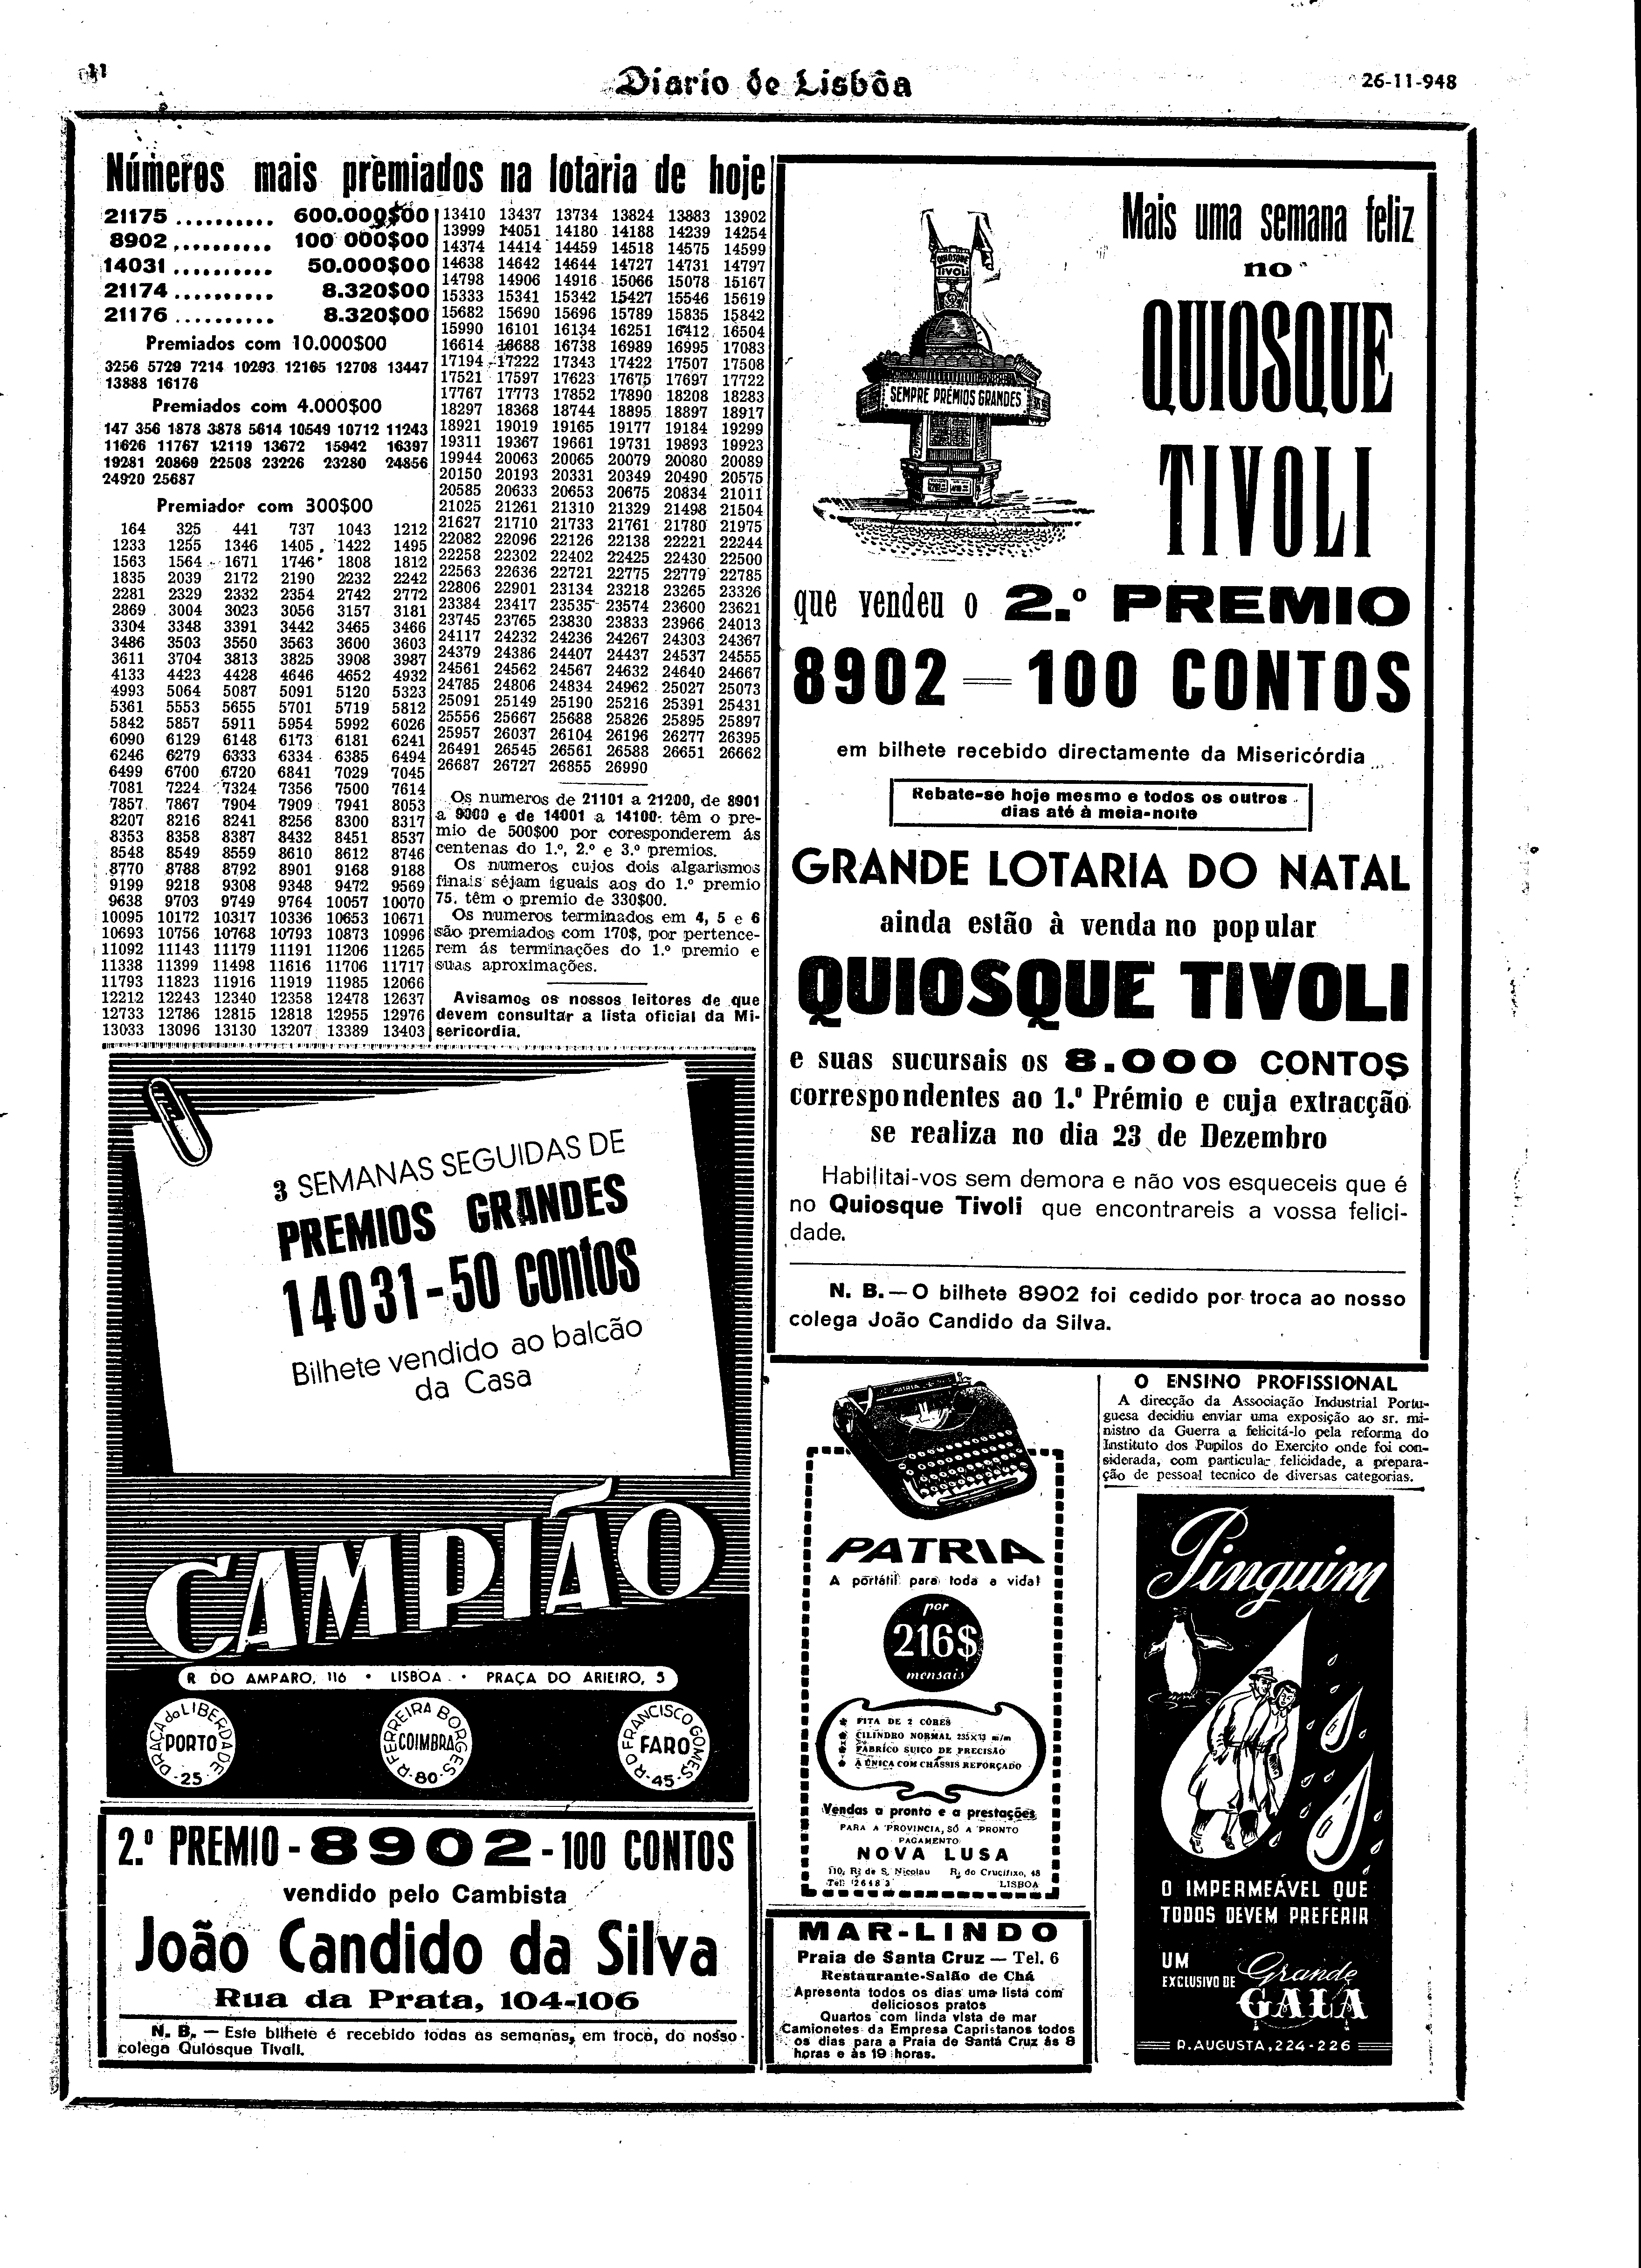 11
Diario de Lisbôa
26-11-948
Números mais premiados na lotaria de hoje
21175 .......... 600.000$00
8902 .......... 100 000$00
14031 .......... 50.000$00
21174 .......... 8.320$00
21176 .......... 8.320$00
Premiados com 10.000$00
3256 5729 7214 10293 12165 12708 13447
13888 16176
Premiados com 4.000$00
147 356 1878 3878 5614 10549 10712 11243
11626 11767 12119 13672 15942 16397
19281 20869 22508 23226 23280 24856
24920 25687
Premiador com 300$00
164 325 441 737 1043 1212
1233 1255 1346 1405 1422 1495
1563 1564 1671 1746 1808 1812
1835 2039 2172 2190 2232 2242
2281 2329 2332 2354 2742 2772
2869 3004 3023 3056 3157 3181
3304 3348 3391 3442 3465 3466
3486 3503 3550 3563 3600 3603
3611 3704 3813 3825 3908 3987
4133 4423 4428 4646 4652 4932
4993 5064 5087 5091 5120 5323
5361 5553 5655 5701 5719 5812
5842 5857 5911 5954 5992 6026
6090 6129 6148 6173 6181 6241
6246 6279 6333 6334 6385 6494
6499 6700 6720 6841 7029 7045
7081 7224 7324 7356 7500 7614
7857 7867 7904 7909 7941 8053
8207 8216 8241 8256 8300 8317
8353 8358 8387 8432 8451 8537
8548 8549 8559 8610 8612 8746
8770 8788 8792 8901 9168 9188
9199 9218 9308 9348 9472 9569
9638 9703 9749 9764 10057 10070
10095 10172 10317 10336 10653 10671
10693 10756 10768 10793 10873 10996
11092 11143 11179 11191 11206 11265
11338 11399 11498 11616 11706 11717
11793 11823 11916 11919 11985 12066
12212 12243 12340 12358 12478 12637
12733 12786 12815 12818 12955 12976
13033 13096 13130 13207 13389 13403
13410 13437 13734 13824 13883 13902
13999 14051 14180 14188 14239 14254
14374 14414 14459 14518 14575 14599
14638 14642 14644 14727 14731 14797
14798 14906 14916 15066 15078 15167
15333 15341 15342 15427 15546 15619
15682 15690 15696 15789 15835 15842
15990 16101 16134 16251 16412 16504
16614 16688 16738 16989 16995 17083
17194 17222 17343 17422 17507 17508
17521 17597 17623 17675 17697 17722
17767 17773 17852 17890 18208 18283
18297 18368 18744 18895 18897 18917
18921 19019 19165 19177 19184 19299
19311 19367 19661 19731 19893 19923
19944 20063 20065 20079 20080 20089
20150 20193 20331 20349 20490 20575
20585 20633 20653 20675 20834 21011
21025 21261 21310 21329 21498 21504
21627 21710 21733 21761 21780 21975
22082 22096 22126 22138 22221 22244
22258 22302 22402 22425 22430 22500
22563 22636 22721 22775 22779 22785
22806 22901 23134 23218 23265 23326
23384 23417 23535 23574 23600 23621
23745 23765 23830 23833 23966 24013
24117 24232 24236 24267 24303 24367
24379 24386 24407 24437 24537 24555
24561 24562 24567 24632 24640 24667
24785 24806 24834 24962 25027 25073
25091 25149 25190 25216 25391 25431
25556 25667 25688 25826 25895 25897
25957 26037 26104 26196 26277 26395
26491 26545 26561 26588 26651 26662
26687 26727 26855 26990
Os numeros de 21101 a 21200, de 8901
a 9000 e de 14001 a 14100, têm o pre-
mio de 500$00 por coresponderem ás
centenas do 1.º, 2.º e 3.º premios.
Os numeros cujos dois algarismos
finais séjam iguais aos do 1.º premio
75, têm o premio de 330$00.
Os numeros terminados em 4, 5 e 6
são premiados com 170$, por pertence-
rem ás terminações do 1.º premio e
suas aproximações.
Avisamos os nossos leitores de que
devem consultar a lista oficial da Mi-
sericordia.
QUIOSQUE
TIVOLI
SEMPRE PRÉMIOS GRANDES
Mais uma semana feliz
no
QUIOSQUE
TIVOLI
que vendeu o 2.º PREMIO
8902 — 100 CONTOS
em bilhete recebido directamente da Misericórdia
Rebate-se hoje mesmo e todos os outros
dias até à meia-noite
GRANDE LOTARIA DO NATAL
ainda estão à venda no popular
QUIOSQUE TIVOLI
e suas sucursais os 8.000 CONTOS
correspondentes ao 1.º Prémio e cuja extracção
se realiza no dia 23 de Dezembro
Habilitai-vos sem demora e não vos esqueceis que é
no Quiosque Tivoli que encontrareis a vossa felici-
dade.
N. B.—O bilhete 8902 foi cedido por troca ao nosso
colega João Candido da Silva.
3 SEMANAS SEGUIDAS DE
PREMIOS GRANDES
14031-50 contos
Bilhete vendido ao balcão
da Casa
CAMPIÃO
R DO AMPARO, 116 • LISBOA • PRAÇA DO ARIEIRO, 5
PRAÇA da LIBERDADE
PORTO
-25-
R. FERREIRA BORGES
COIMBRA
-80-
R. D FRANCISCO GOMES
FARO
-45-
2.º PREMIO - 8902 - 100 CONTOS
vendido pelo Cambista
João Candido da Silva
Rua da Prata, 104-106
N. B. — Este bilhete é recebido todas as semanas, em troca, do nosso
colega Quiosque Tivoli.
PATRIA
PATRIA
A portátil para toda a vida!
por
216$
mensais
FITA DE 2 CÔRES
CILINDRO NORMAL 235X33 m/m
FABRICO SUIÇO DE PRECISÃO
A ÚNICA COM CHÁSSIS REFORÇADO
Vendas a pronto e a prestações
PARA A PROVINCIA, SÓ A PRONTO
PAGAMENTO
NOVA LUSA
110, R. de S. Nicolau R. do Crucifixo, 48
Tel: 2648 3 LISBOA
MAR-LINDO
Praia de Santa Cruz — Tel. 6
Restaurante-Salão de Chá
Apresenta todos os dias uma lista com
deliciosos pratos
Quartos com linda vista de mar
Camionetes da Empresa Capristanos todos
os dias para a Praia de Santa Cruz ás 8
horas e ás 19 horas.
O ENSINO PROFISSIONAL
A direcção da Associação Industrial Portu-
guesa decidiu enviar uma exposição ao sr. mi-
nistro da Guerra a felicitá-lo pela reforma do
Instituto dos Pupilos do Exercito onde foi con-
siderada, com particular felicidade, a prepara-
ção de pessoal tecnico de diversas categorias.
Pinguim
O IMPERMEÁVEL QUE
TODOS DEVEM PREFERIR
UM
EXCLUSIVO DE Grande
GALA
R. AUGUSTA, 224-226